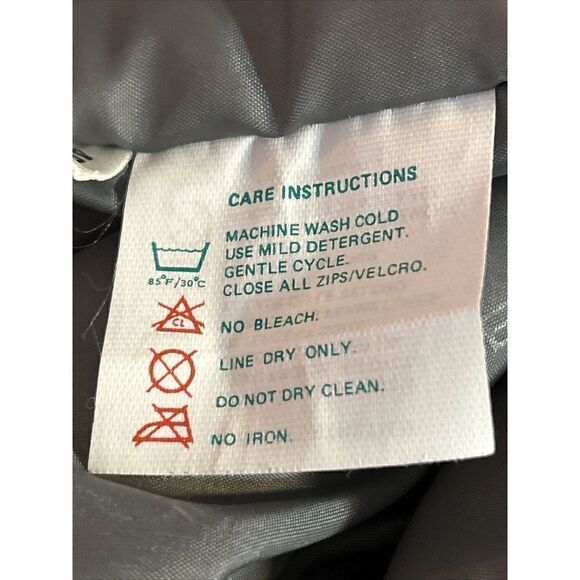 CARE INSTRUCTIONS
MACHINE WASH COLD
USE MILD DETERGENT.
GENTLE CYCLE.
CLOSE ALL ZIPS/VELCRO.
85°F/30°C
CL
NO BLEACH.
LINE DRY ONLY.
DO NOT DRY CLEAN.
NO IRON.